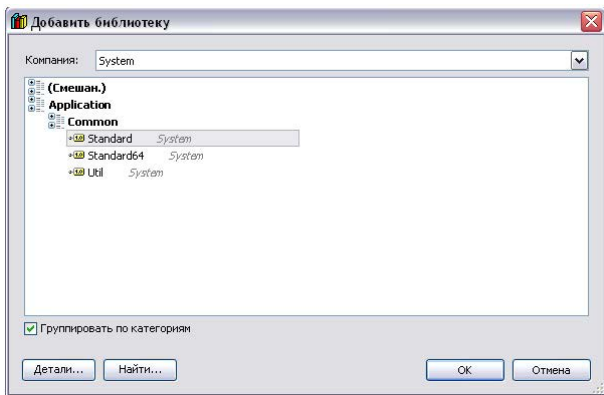 Добавить библиотеку
Компания: System
(Смешан.)
Application
Common
Standard System
Standard64 System
Util System
Группировать по категориям
Детали... Найти... OK Отмена